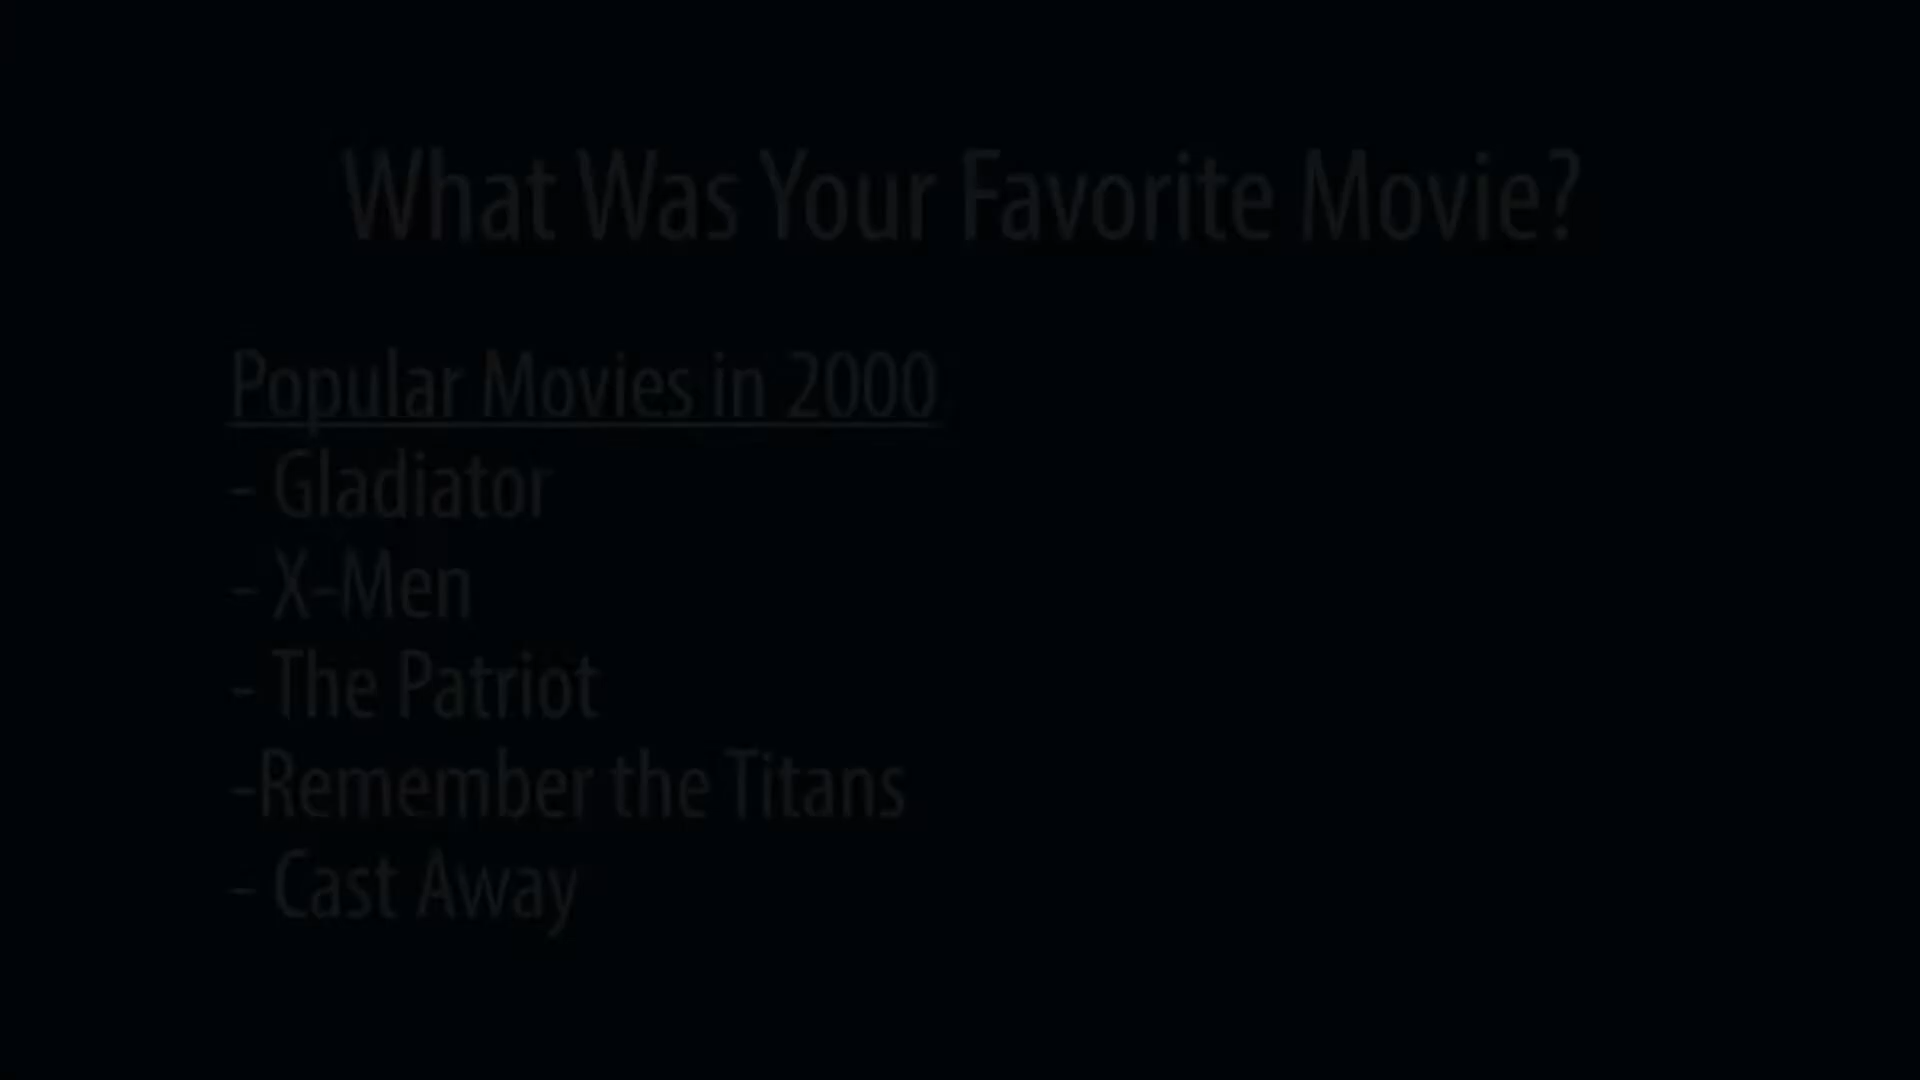 What Was Your Favorite Movie?
Popular Movies in 2000
- Gladiator
- X-Men
- The Patriot
-Remember the Titans
- Cast Away